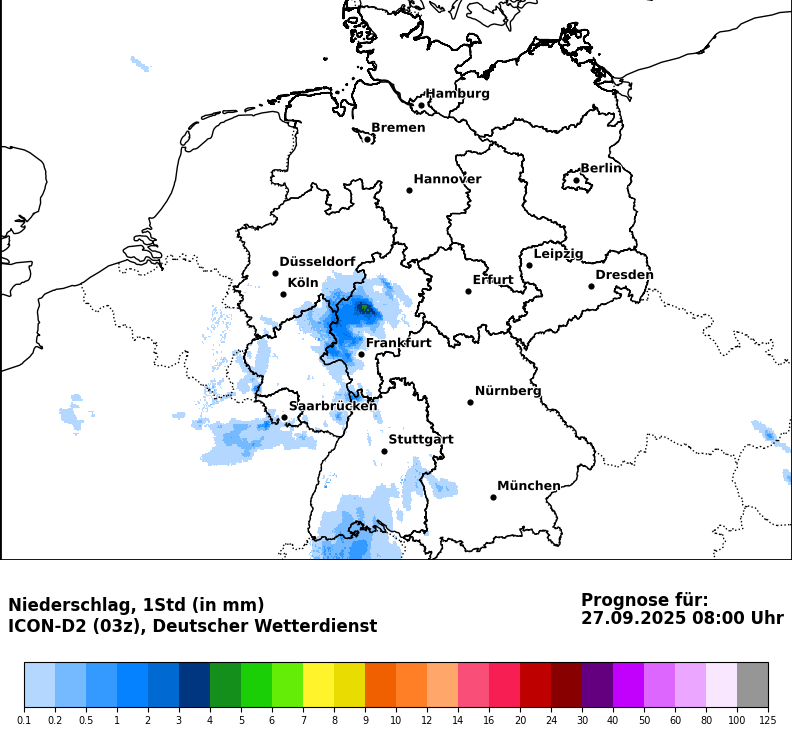 Hamburg
Bremen
Berlin
Hannover
Leipzig
Düsseldorf
Dresden
Köln
Erfurt
Frankfurt
Nürnberg
Saarbrücken
Stuttgart
München
Niederschlag, 1Std (in mm)
ICON-D2 (03z), Deutscher Wetterdienst
Prognose für:
27.09.2025 08:00 Uhr
0.1 0.2 0.5 1 2 3 4 5 6 7 8 9 10 12 14 16 20 24 30 40 50 60 80 100 125